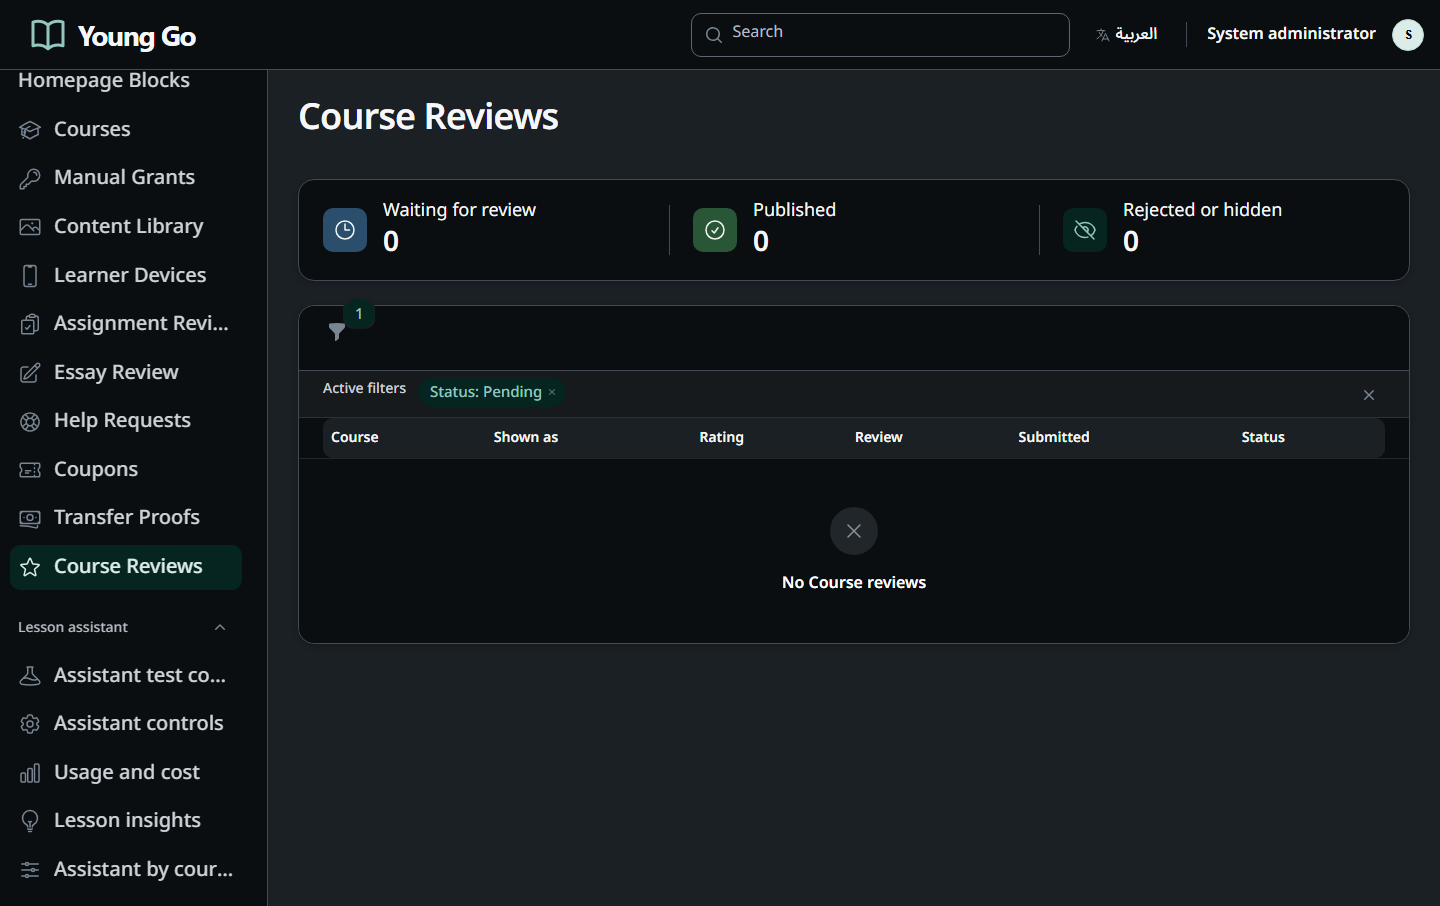 Young Go
Search
العربية
System administrator
S
Homepage Blocks
Courses
Manual Grants
Content Library
Learner Devices
Assignment Revi...
Essay Review
Help Requests
Coupons
Transfer Proofs
Course Reviews
Lesson assistant
Assistant test co...
Assistant controls
Usage and cost
Lesson insights
Assistant by cour...
Course Reviews
Waiting for review
0
Published
0
Rejected or hidden
0
1
Active filters
Status: Pending ×
Course Shown as Rating Review Submitted Status
No Course reviews